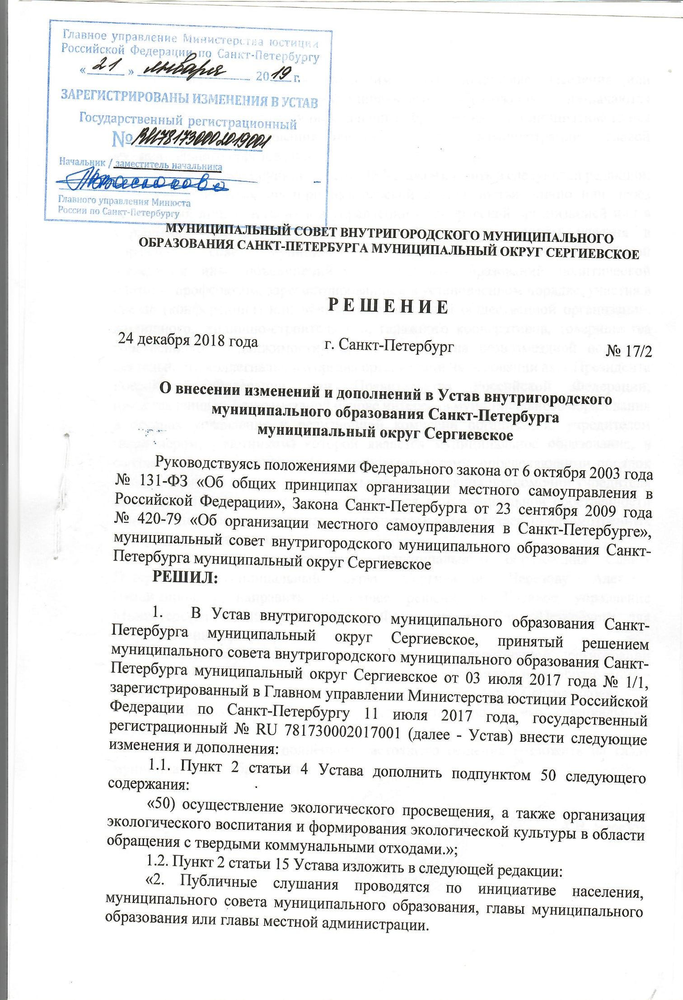 Главное управление Министерства юстиции
Российской Федерации по Санкт-Петербургу
« 21 » января 2019 г.
ЗАРЕГИСТРИРОВАНЫ ИЗМЕНЕНИЯ В УСТАВ
Государственный регистрационный
№ RU781730002019001
Начальник / заместитель начальника
Главного управления Минюста
России по Санкт-Петербургу
МУНИЦИПАЛЬНЫЙ СОВЕТ ВНУТРИГОРОДСКОГО МУНИЦИПАЛЬНОГО
ОБРАЗОВАНИЯ САНКТ-ПЕТЕРБУРГА МУНИЦИПАЛЬНЫЙ ОКРУГ СЕРГИЕВСКОЕ
Р Е Ш Е Н И Е
24 декабря 2018 года г. Санкт-Петербург № 17/2
О внесении изменений и дополнений в Устав внутригородского
муниципального образования Санкт-Петербурга
муниципальный округ Сергиевское
Руководствуясь положениями Федерального закона от 6 октября 2003 года
№ 131-ФЗ «Об общих принципах организации местного самоуправления в
Российской Федерации», Закона Санкт-Петербурга от 23 сентября 2009 года
№ 420-79 «Об организации местного самоуправления в Санкт-Петербурге»,
муниципальный совет внутригородского муниципального образования Санкт-
Петербурга муниципальный округ Сергиевское
РЕШИЛ:
1. В Устав внутригородского муниципального образования Санкт-
Петербурга муниципальный округ Сергиевское, принятый решением
муниципального совета внутригородского муниципального образования Санкт-
Петербурга муниципальный округ Сергиевское от 03 июля 2017 года № 1/1,
зарегистрированный в Главном управлении Министерства юстиции Российской
Федерации по Санкт-Петербургу 11 июля 2017 года, государственный
регистрационный № RU 781730002017001 (далее - Устав) внести следующие
изменения и дополнения:
1.1. Пункт 2 статьи 4 Устава дополнить подпунктом 50 следующего
содержания:
«50) осуществление экологического просвещения, а также организация
экологического воспитания и формирования экологической культуры в области
обращения с твердыми коммунальными отходами.»;
1.2. Пункт 2 статьи 15 Устава изложить в следующей редакции:
«2. Публичные слушания проводятся по инициативе населения,
муниципального совета муниципального образования, главы муниципального
образования или главы местной администрации.